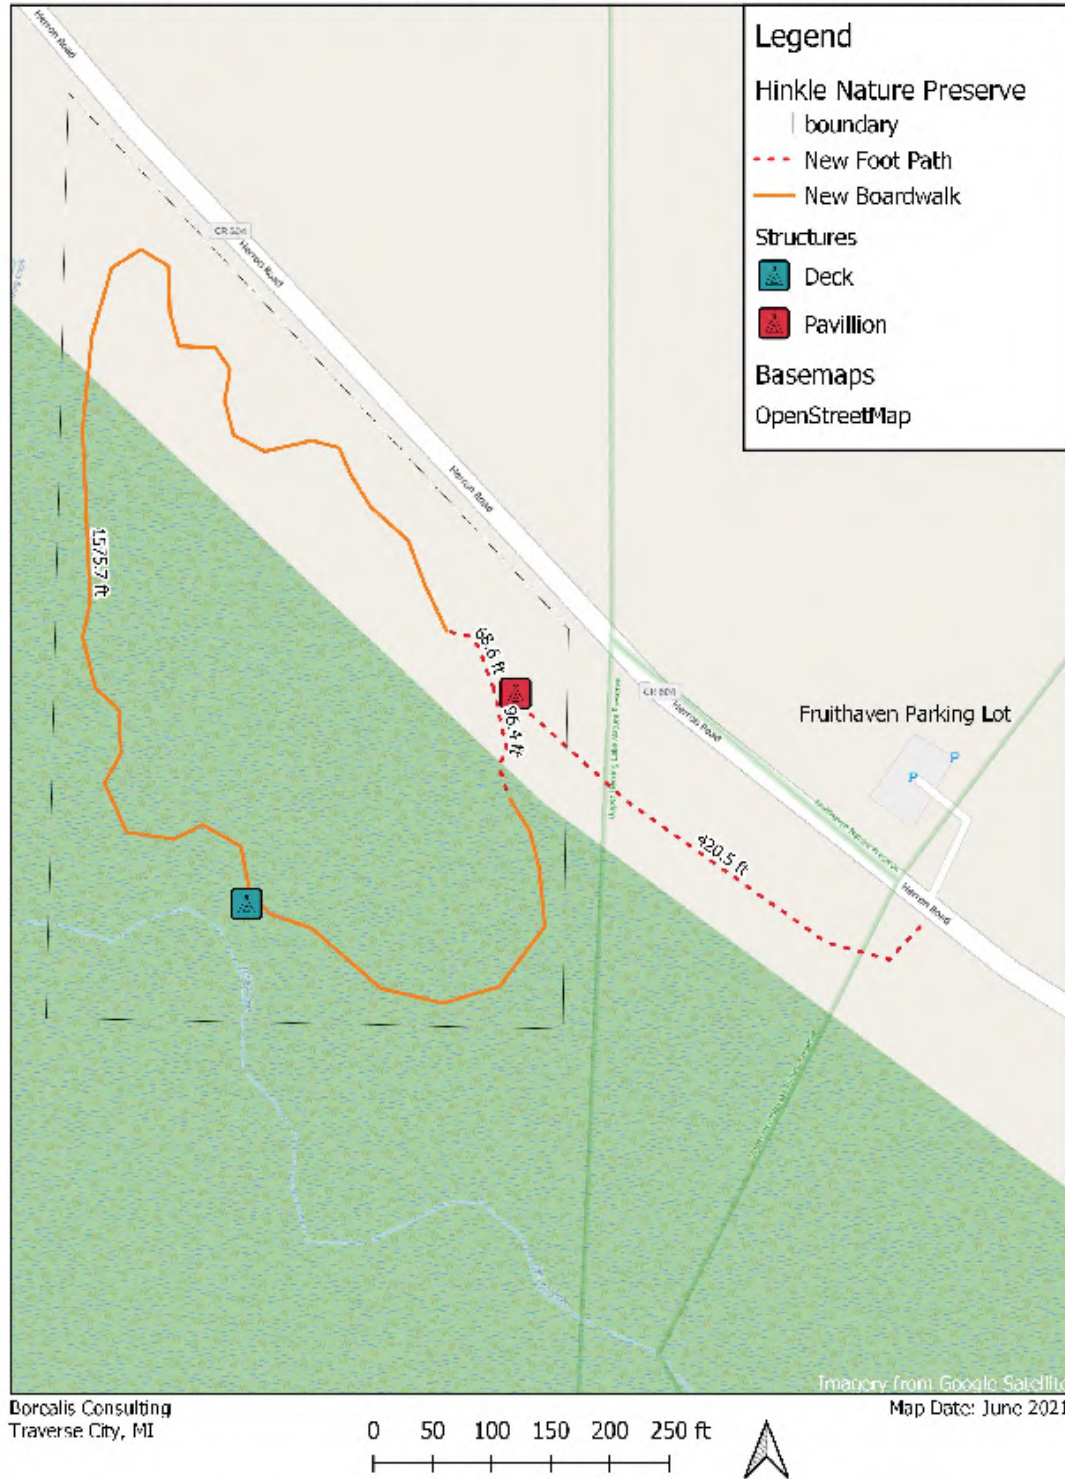 Herron Road
Legend
Hinkle Nature Preserve
boundary
New Foot Path
New Boardwalk
Structures
Deck
Pavillion
Basemaps
OpenStreetMap
CR 604
Herron Road
Herron Road
1575.7 ft
68.6 ft
96.4 ft
CR 604
Herron Road
Fruithaven Parking Lot
P
P
Fruithaven Nature Preserve
420.5 ft
Herron Road
Imagery from Google Satellite
Borealis Consulting
Traverse City, MI
Map Date: June 2021
0 50 100 150 200 250 ft